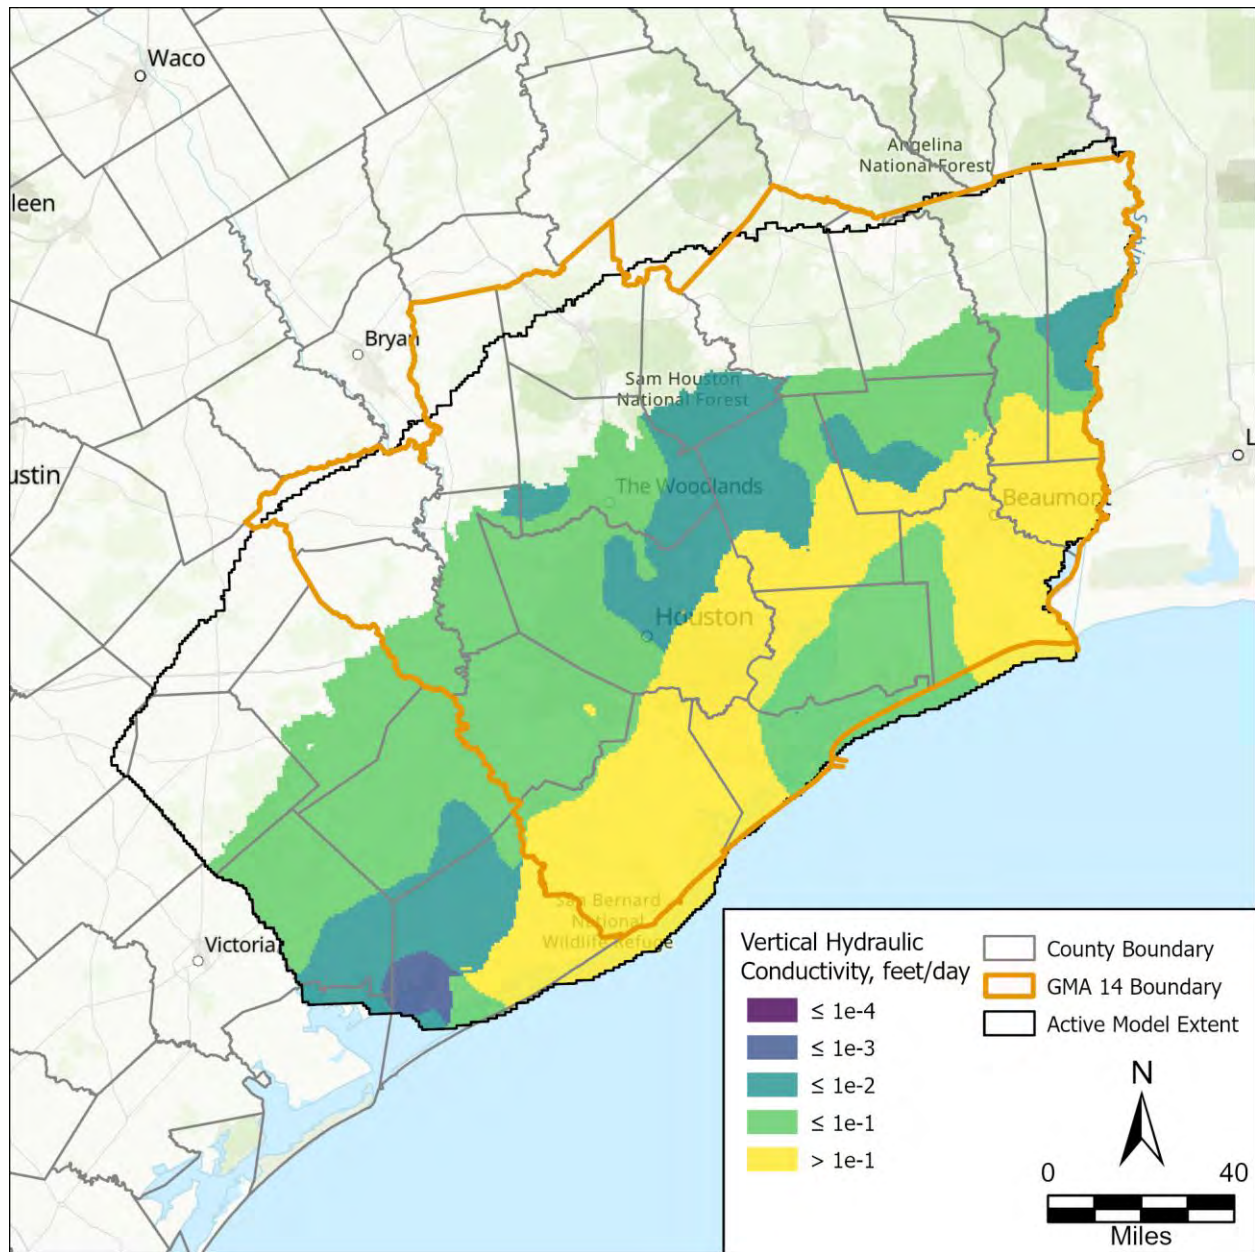 Waco
Angelina
National Forest
leen
Bryan
Sam Houston
National Forest
ustin
L
The Woodlands
Beaumon
Houston
San Bernard
National
Wildlife Refuge
Victoria
Vertical Hydraulic
Conductivity, feet/day
≤ 1e-4
≤ 1e-3
≤ 1e-2
≤ 1e-1
> 1e-1
County Boundary
GMA 14 Boundary
Active Model Extent
N
0 40
Miles